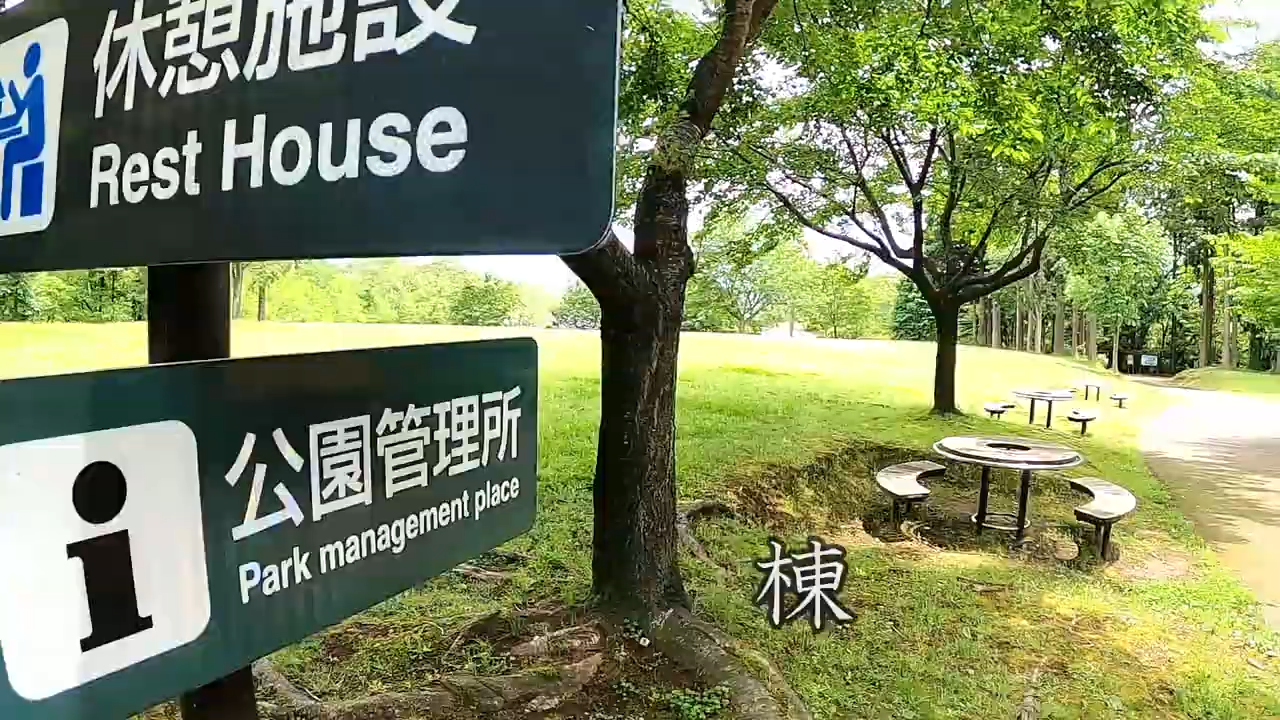 休憩施設
Rest House
i
公園管理所
Park management place
棟